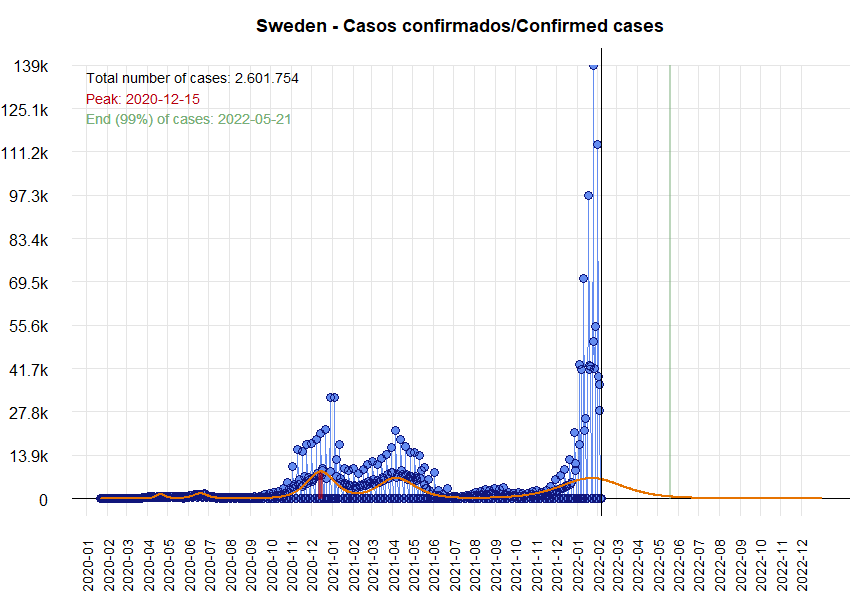 Sweden - Casos confirmados/Confirmed cases
139k
125.1k
111.2k
97.3k
83.4k
69.5k
55.6k
41.7k
27.8k
13.9k
0
Total number of cases: 2.601.754
Peak: 2020-12-15
End (99%) of cases: 2022-05-21
2020-01
2020-02
2020-03
2020-04
2020-05
2020-06
2020-07
2020-08
2020-09
2020-10
2020-11
2020-12
2021-01
2021-02
2021-03
2021-04
2021-05
2021-06
2021-07
2021-08
2021-09
2021-10
2021-11
2021-12
2022-01
2022-02
2022-03
2022-04
2022-05
2022-06
2022-07
2022-08
2022-09
2022-10
2022-11
2022-12